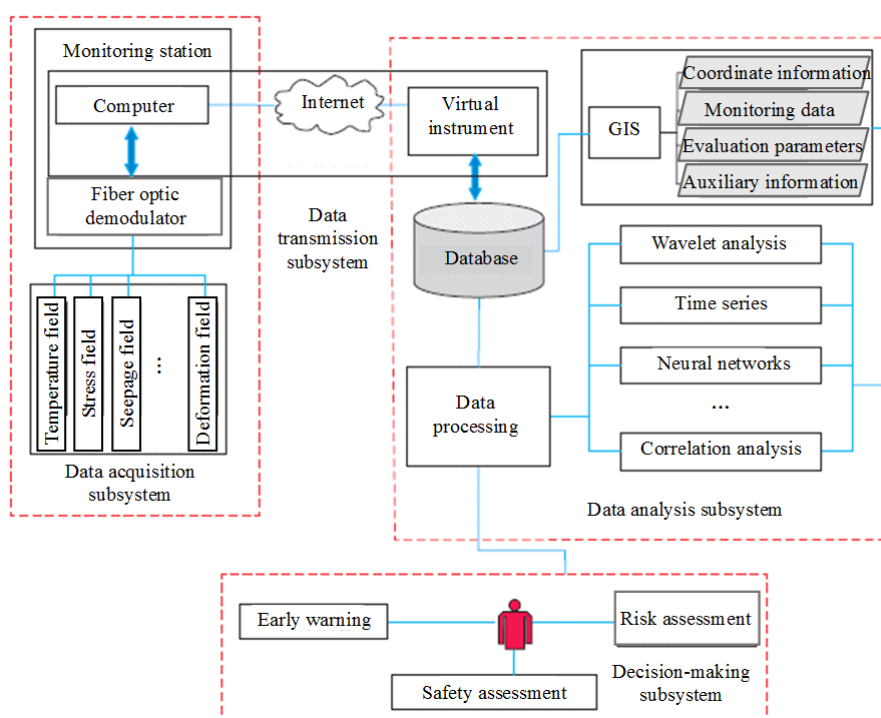 Monitoring station
Computer
Internet
Virtual
instrument
Fiber optic
demodulator
Data
transmission
subsystem
Temperature field
Stress field
Seepage field
...
Deformation field
Data acquisition
subsystem
GIS
Coordinate information
Monitoring data
Evaluation parameters
Auxiliary information
Database
Data
processing
Wavelet analysis
Time series
Neural networks
...
Correlation analysis
Data analysis subsystem
Early warning
Risk assessment
Safety assessment
Decision-making
subsystem